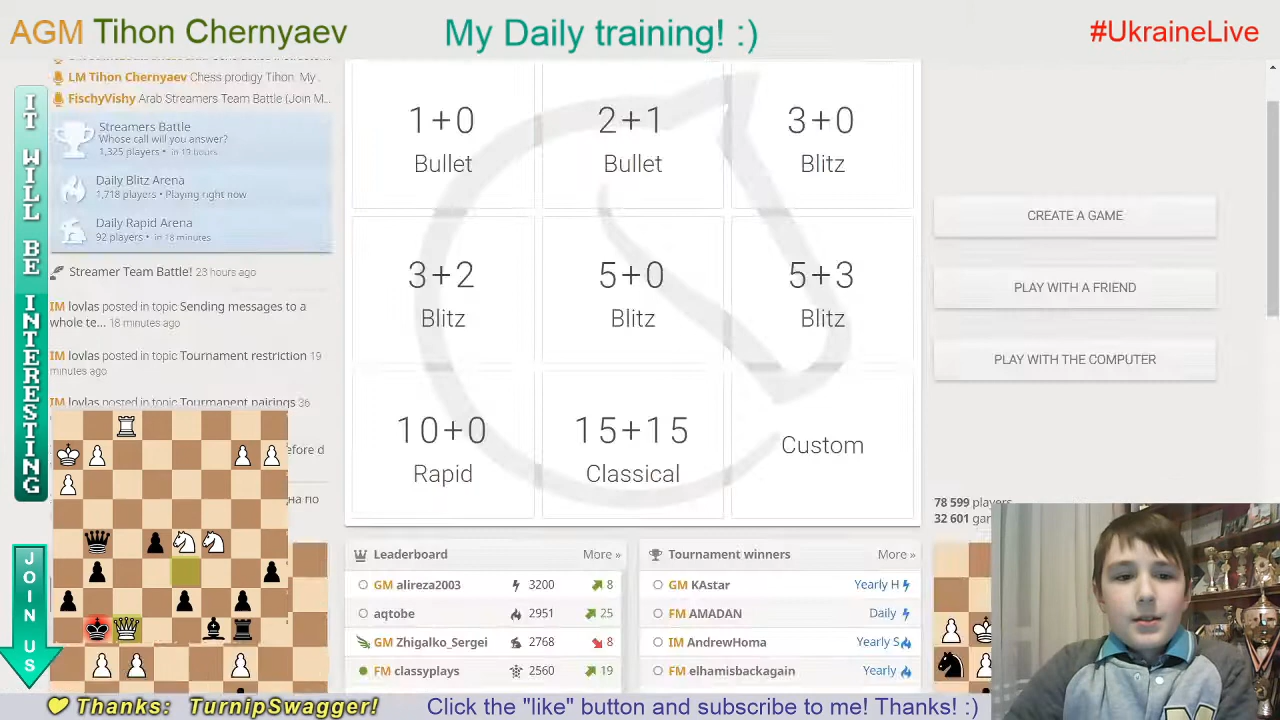 AGM Tihon Chernyaev
My Daily training! :)
#UkraineLive
IT WILL BE INTERESTING
JOIN US
LM Tihon Chernyaev Chess prodigy Tihon. My .
FischyVishy Arab Streamers Team Battle (Join M...
Streamers Battle
Whose call will you answer?
1,325 players • in 19 hours
Daily Blitz Arena
1,718 players • Playing right now
Daily Rapid Arena
92 players • in 18 minutes
Streamer Team Battle! 23 hours ago
IM lovlas posted in topic Sending messages to a
whole te... 18 minutes ago
IM lovlas posted in topic Tournament restriction 19
minutes ago
IM lovlas posted in topic Tournament pairings 36
efore d
на по
1+0
Bullet
2+1
Bullet
3+0
Blitz
3+2
Blitz
5+0
Blitz
5+3
Blitz
10+0
Rapid
15+15
Classical
Custom
CREATE A GAME
PLAY WITH A FRIEND
PLAY WITH THE COMPUTER
78 599 players
32 601 gam
Leaderboard More »
GM alireza2003 3200 8
aqtobe 2951 25
GM Zhigalko_Sergei 2768 8
FM classyplays 2560 19
Tournament winners More »
GM KAstar Yearly H
FM AMADAN Daily
IM AndrewHoma Yearly S
FM elhamisbackagain Yearly
Thanks: TurnipSwagger!
Click the "like" button and subscribe to me! Thanks! :)